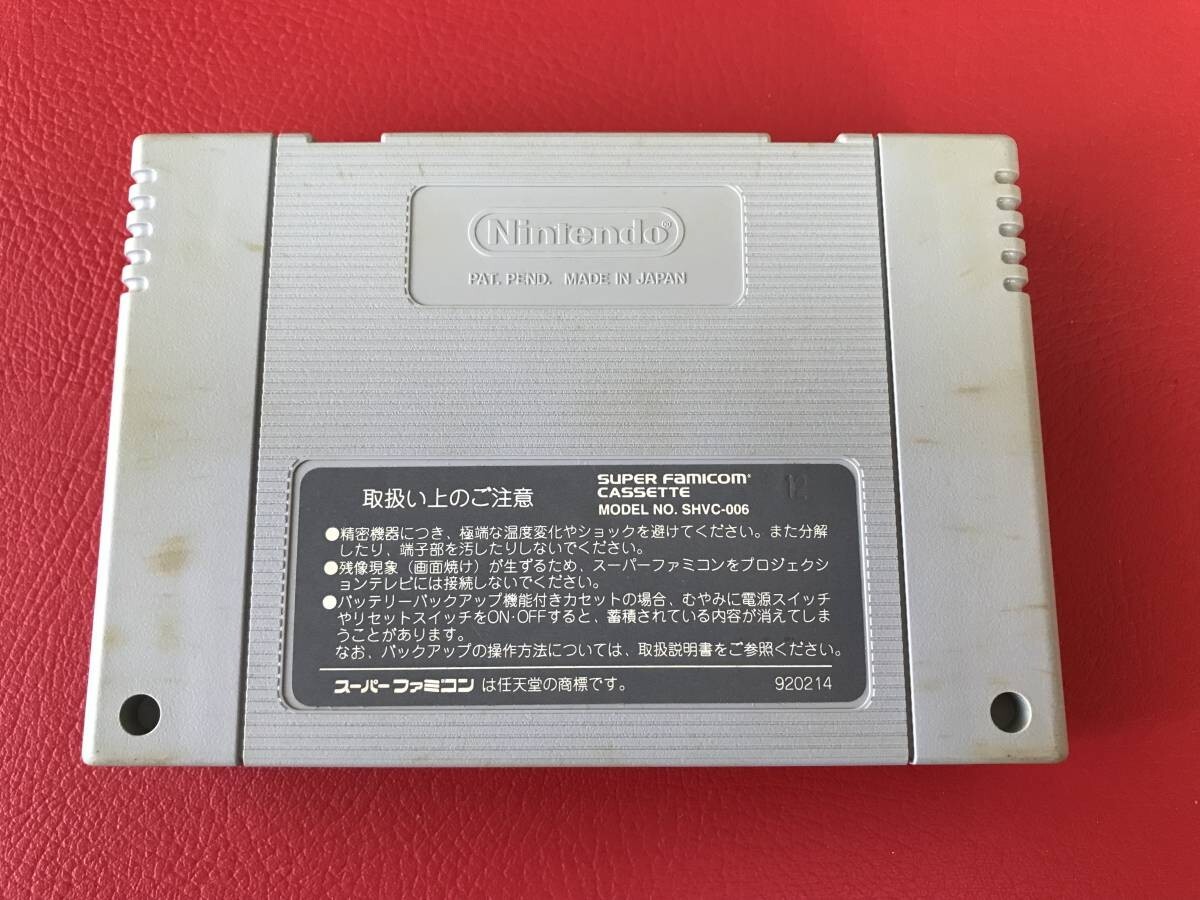 Nintendo®
PAT. PEND. MADE IN JAPAN
取扱い上のご注意
SUPER FAMICOM®
CASSETTE
MODEL NO. SHVC-006
12
●精密機器につき、極端な温度変化やショックを避けてください。また分解
したり、端子部を汚したりしないでください。
●残像現象（画面焼け）が生ずるため、スーパーファミコンをプロジェクシ
ョンテレビには接続しないでください。
●バッテリーバックアップ機能付きカセットの場合、むやみに電源スイッチ
やリセットスイッチをON·OFFすると、蓄積されている内容が消えてしま
うことがあります。
なお、バックアップの操作方法については、取扱説明書をご参照ください。
スーパーファミコン は任天堂の商標です。
920214